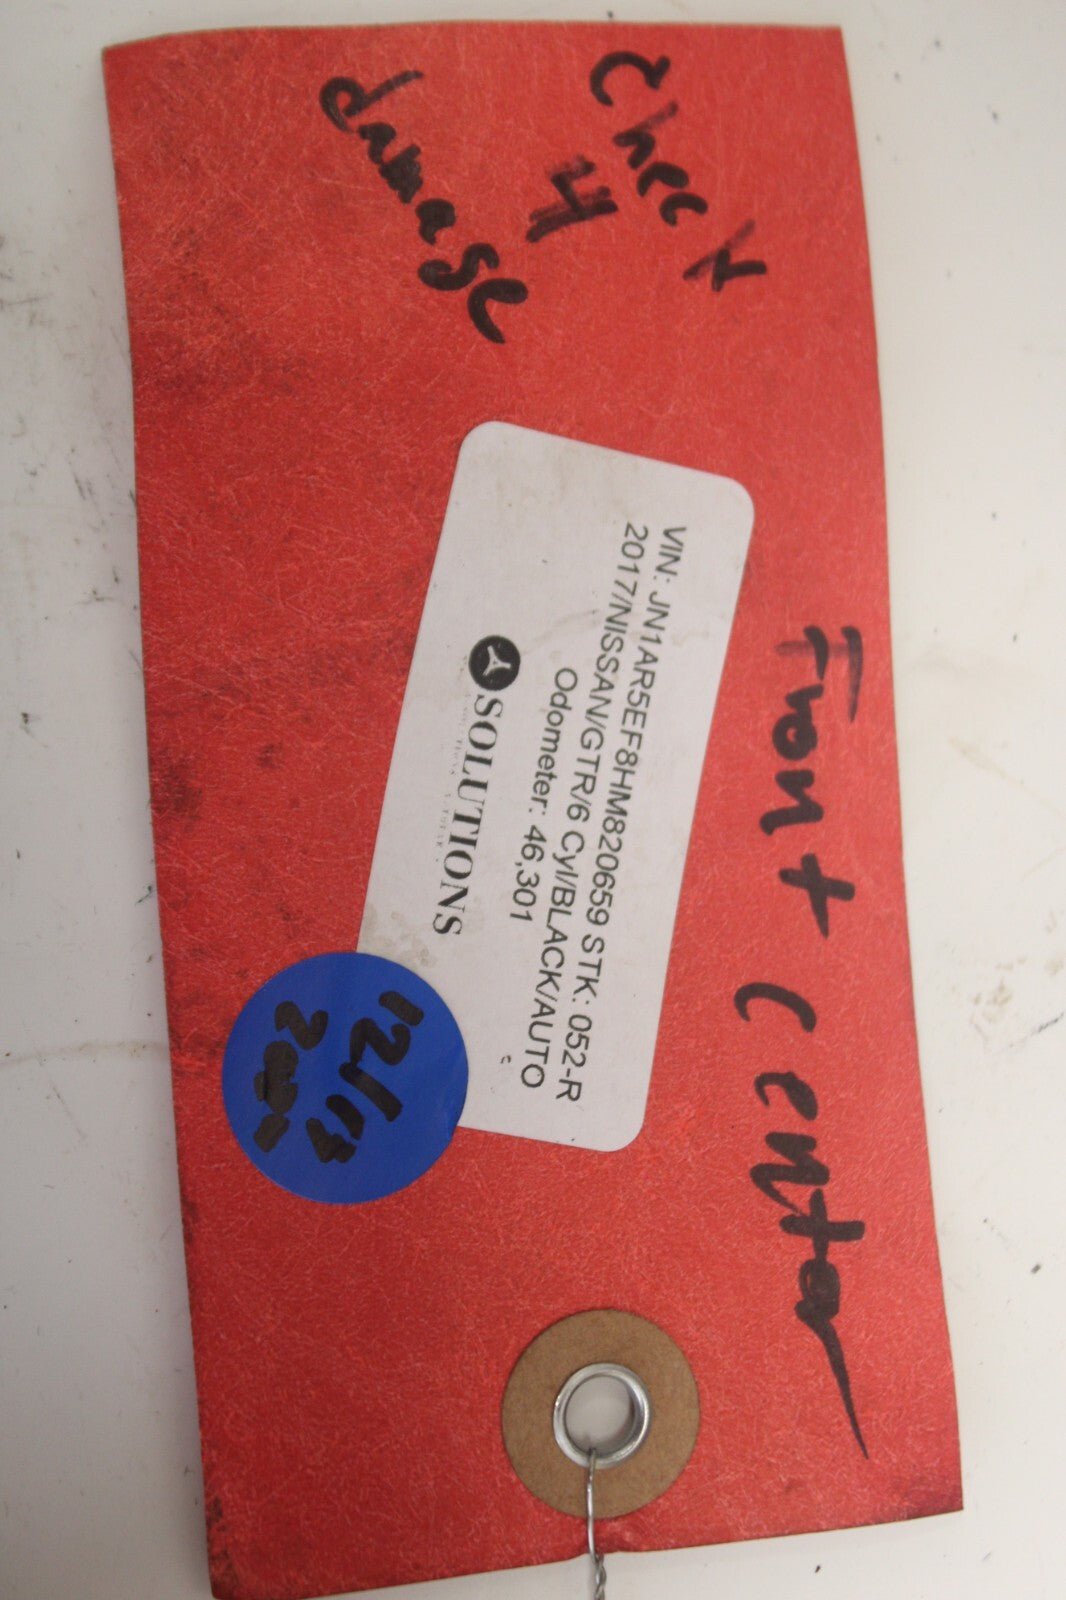 Front Center
VIN: JN1AR5EF8HM820659 STK: 052-R
2017/NISSAN/GTR/6 Cyl/BLACK/AUTO
Odometer: 46,301
SOLUTIONS
Check
4
damage
12/13